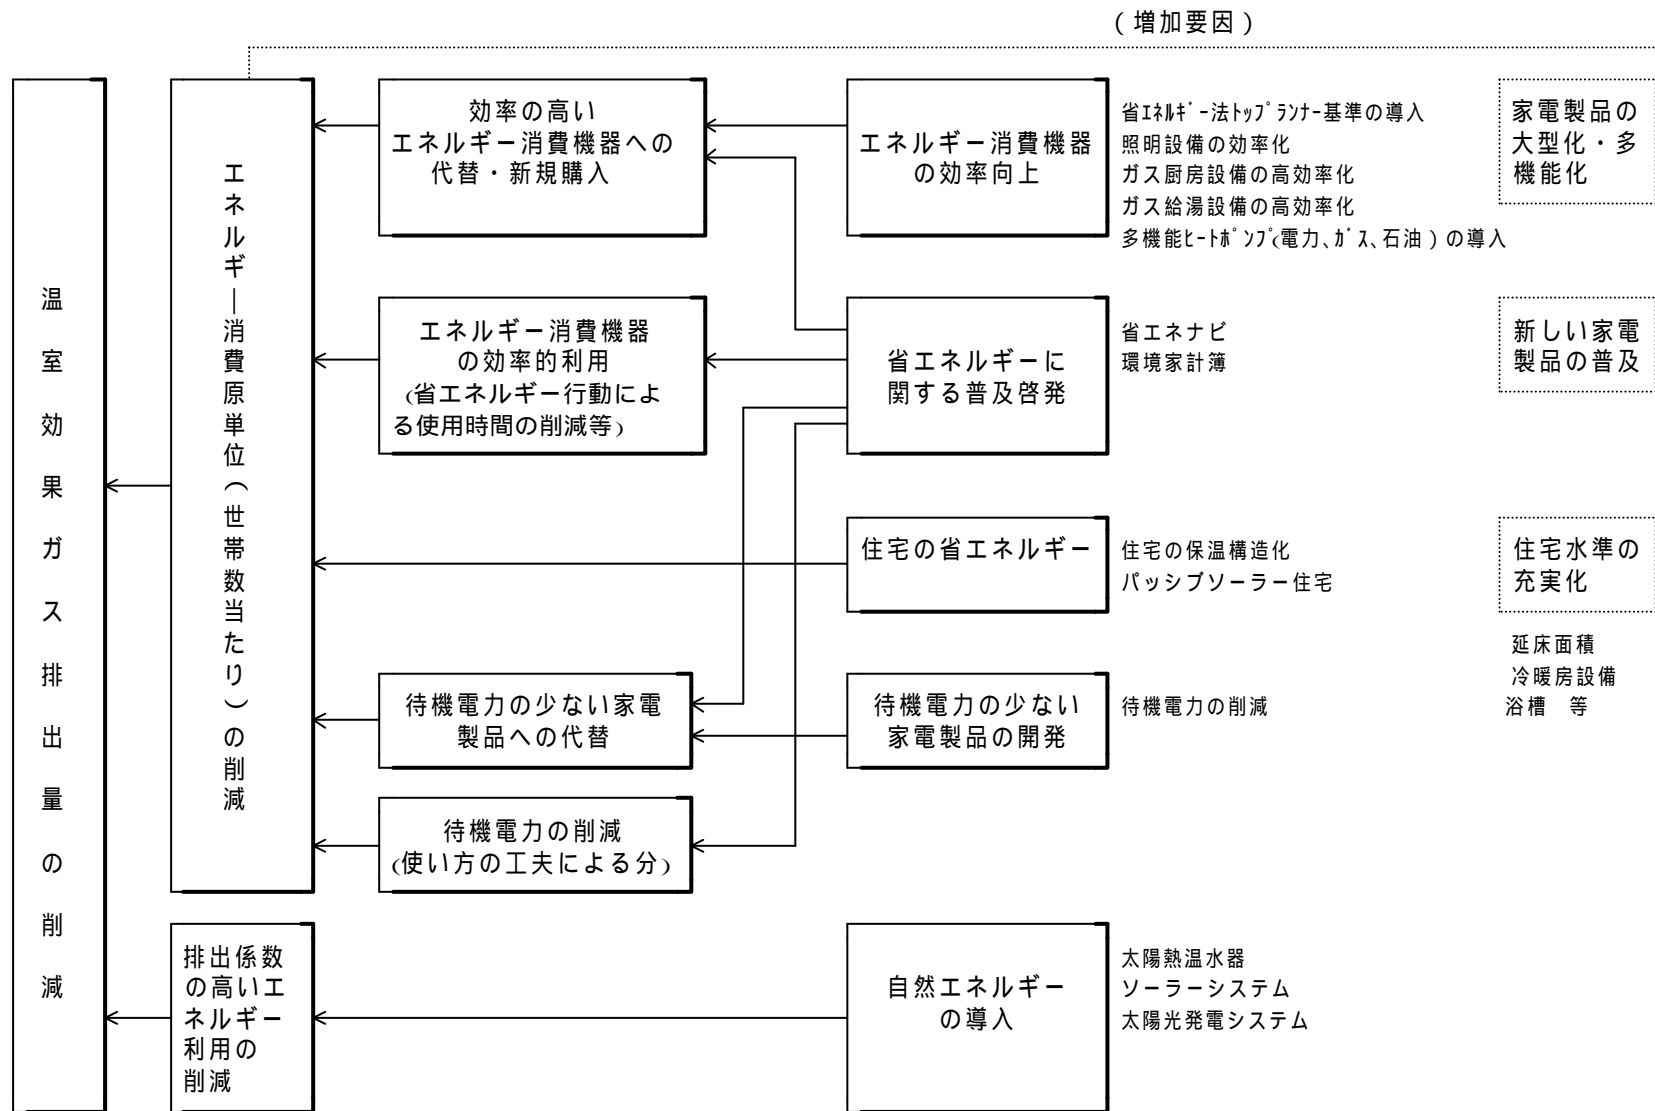 (増加要因)
温室効果ガス排出量の削減
エネルギー消費原単位(世帯数当たり)の削減
効率の高い
エネルギー消費機器への
代替・新規購入
エネルギー消費機器
の効率向上
省エネルギー法トップランナー基準の導入
照明設備の効率化
ガス厨房設備の高効率化
ガス給湯設備の高効率化
多機能ヒートポンプ(電力、ガス、石油)の導入
家電製品の
大型化・多
機能化
エネルギー消費機器
の効率的利用
(省エネルギー行動によ
る使用時間の削減等)
省エネルギーに
関する普及啓発
省エネナビ
環境家計簿
新しい家電
製品の普及
住宅の省エネルギー
住宅の保温構造化
パッシブソーラー住宅
住宅水準の
充実化
延床面積
冷暖房設備
浴槽 等
待機電力の少ない家電
製品への代替
待機電力の少ない
家電製品の開発
待機電力の削減
待機電力の削減
(使い方の工夫による分)
排出係数
の高いエ
ネルギー
利用の
削減
自然エネルギー
の導入
太陽熱温水器
ソーラーシステム
太陽光発電システム